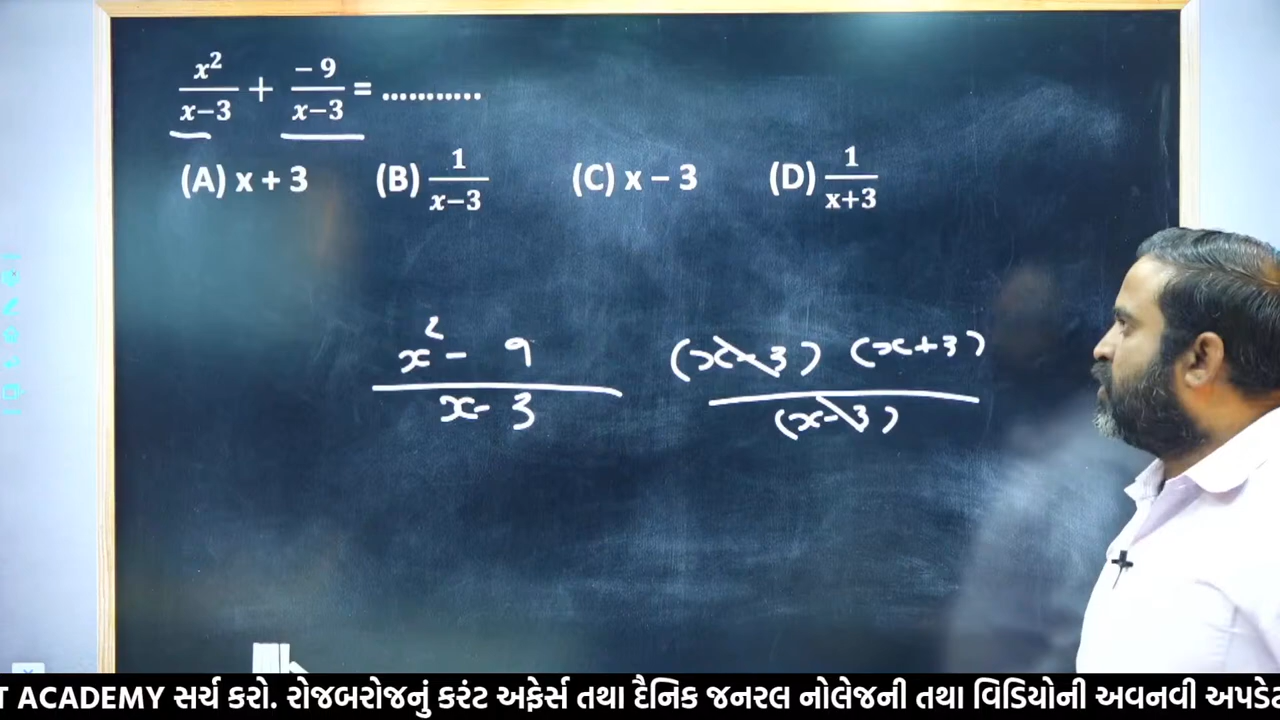 x²/(x−3) + −9/(x−3) = ...........
(A) x + 3 (B) 1/(x−3) (C) x − 3 (D) 1/(x+3)
x² - 9 / x - 3
(x-3) (x+3) / (x-3)
T ACADEMY સર્ચ કરો. રોજબરોજનું કરંટ અફેર્સ તથા દૈનિક જનરલ નોલેજની તથા વિડિયોની અવનવી અપડેટ